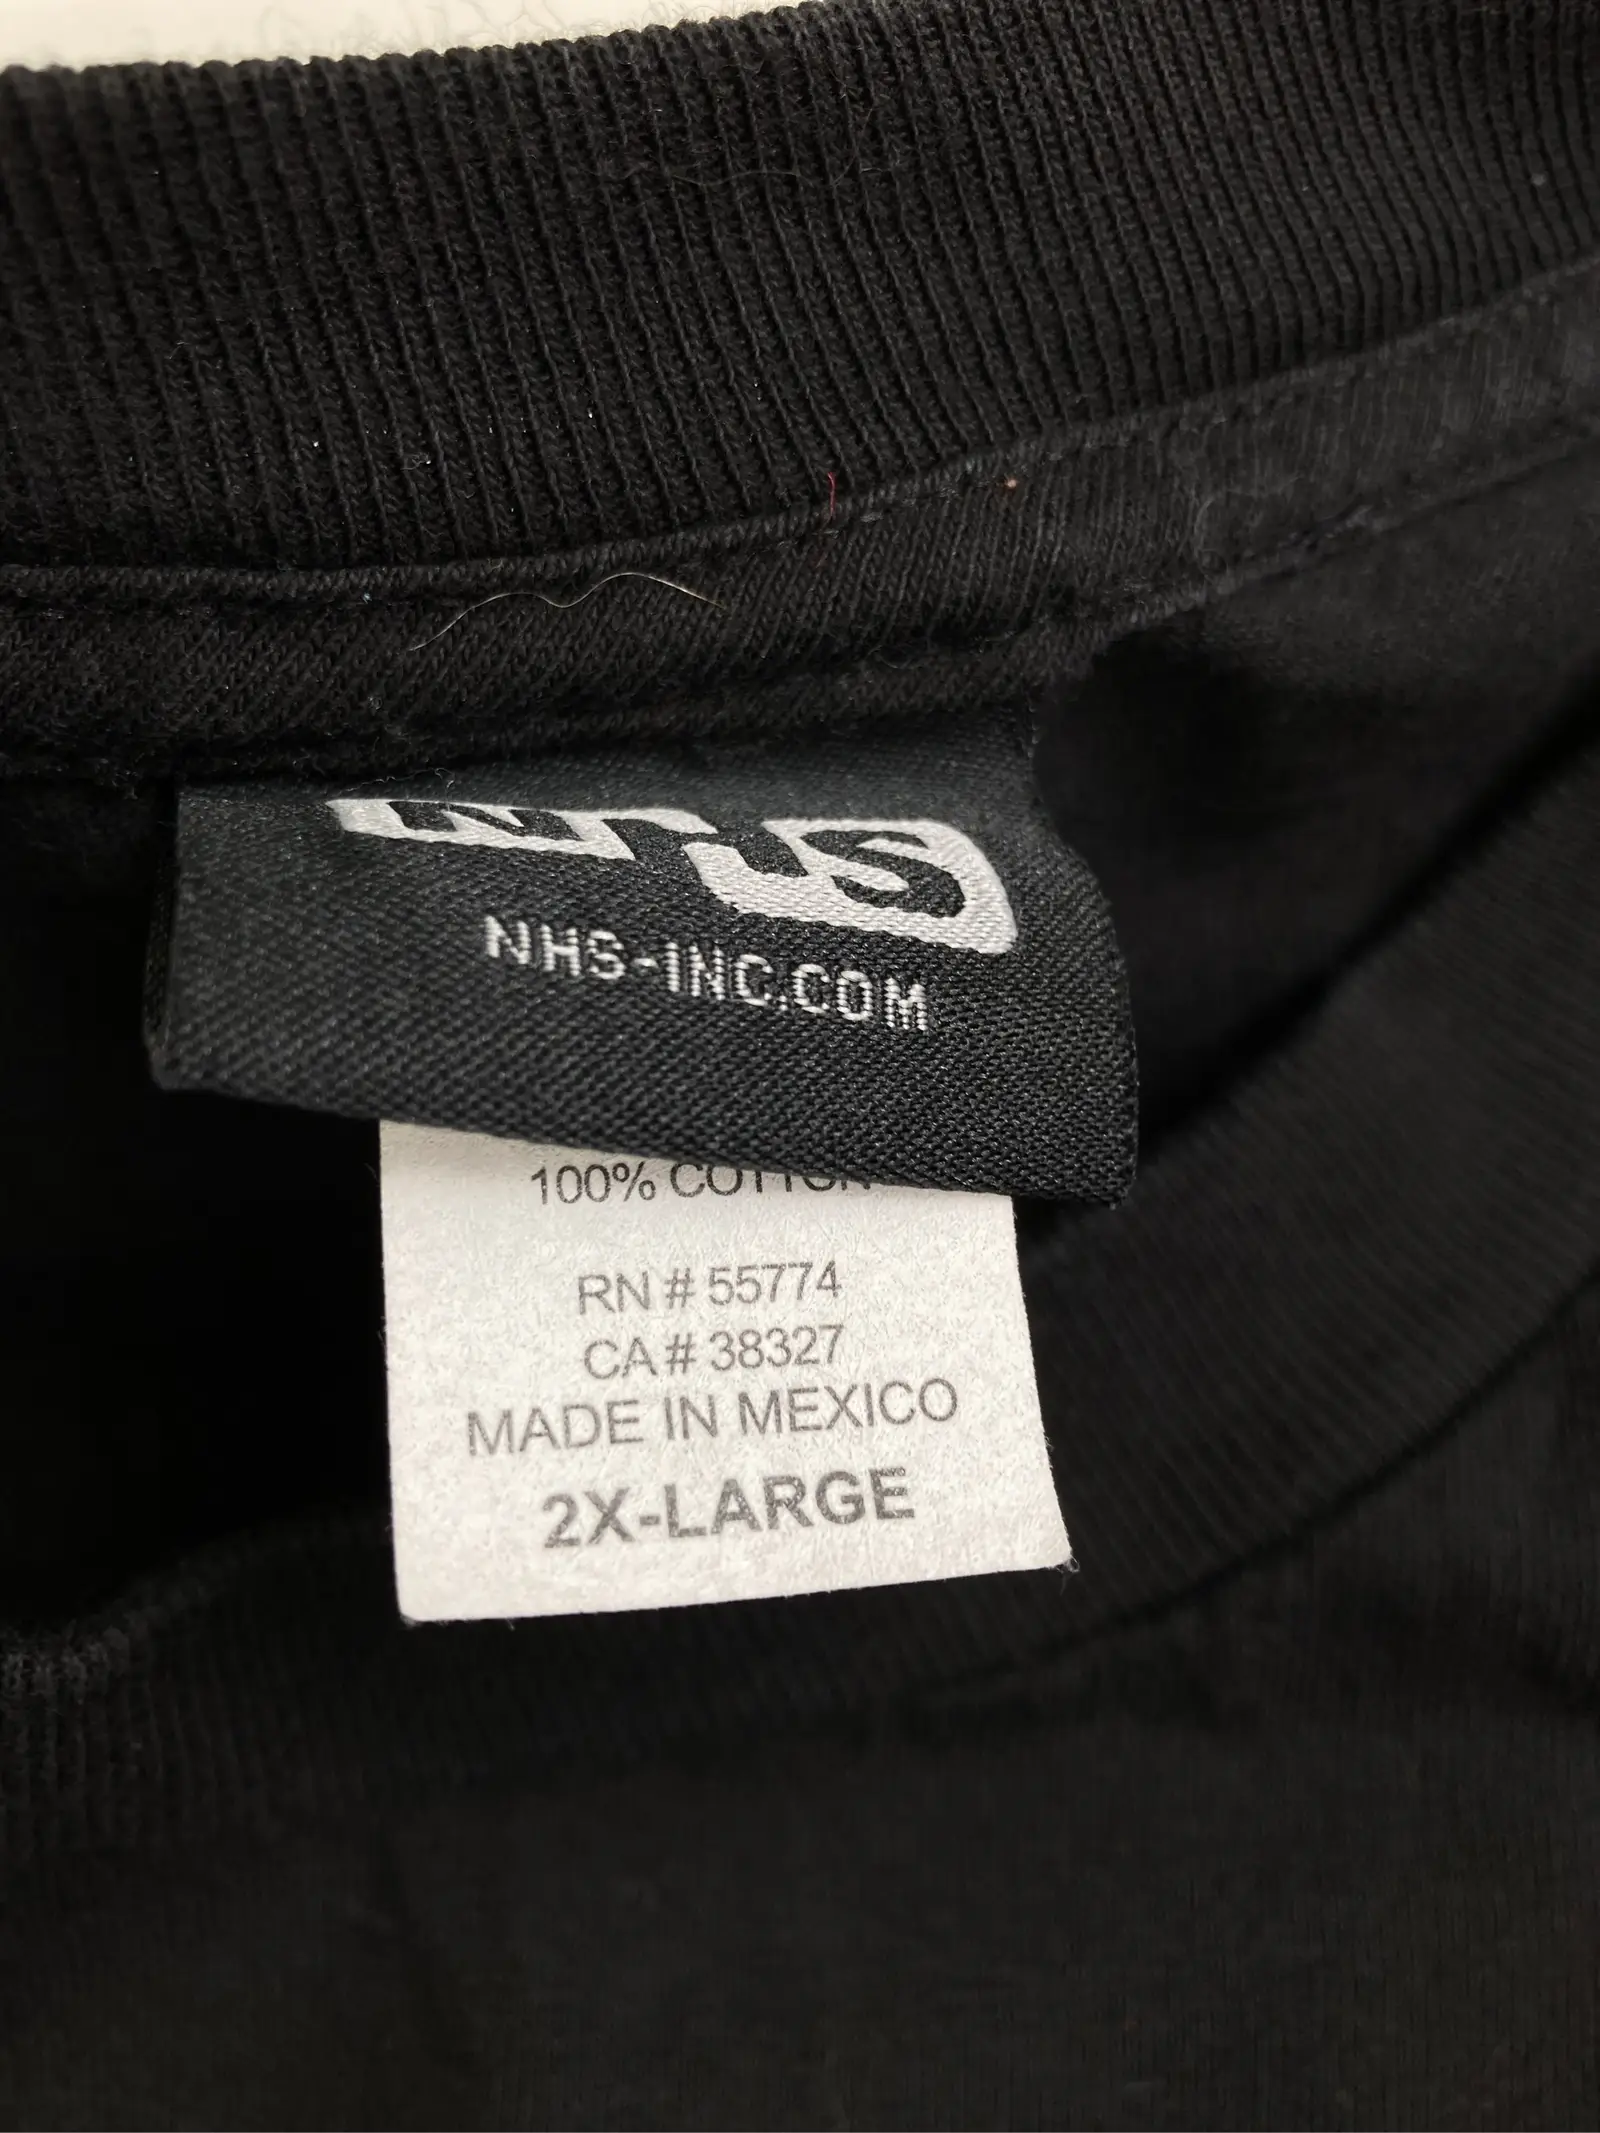 NHS
NHS-INC.COM
100% COTTON
RN # 55774
CA # 38327
MADE IN MEXICO
2X-LARGE